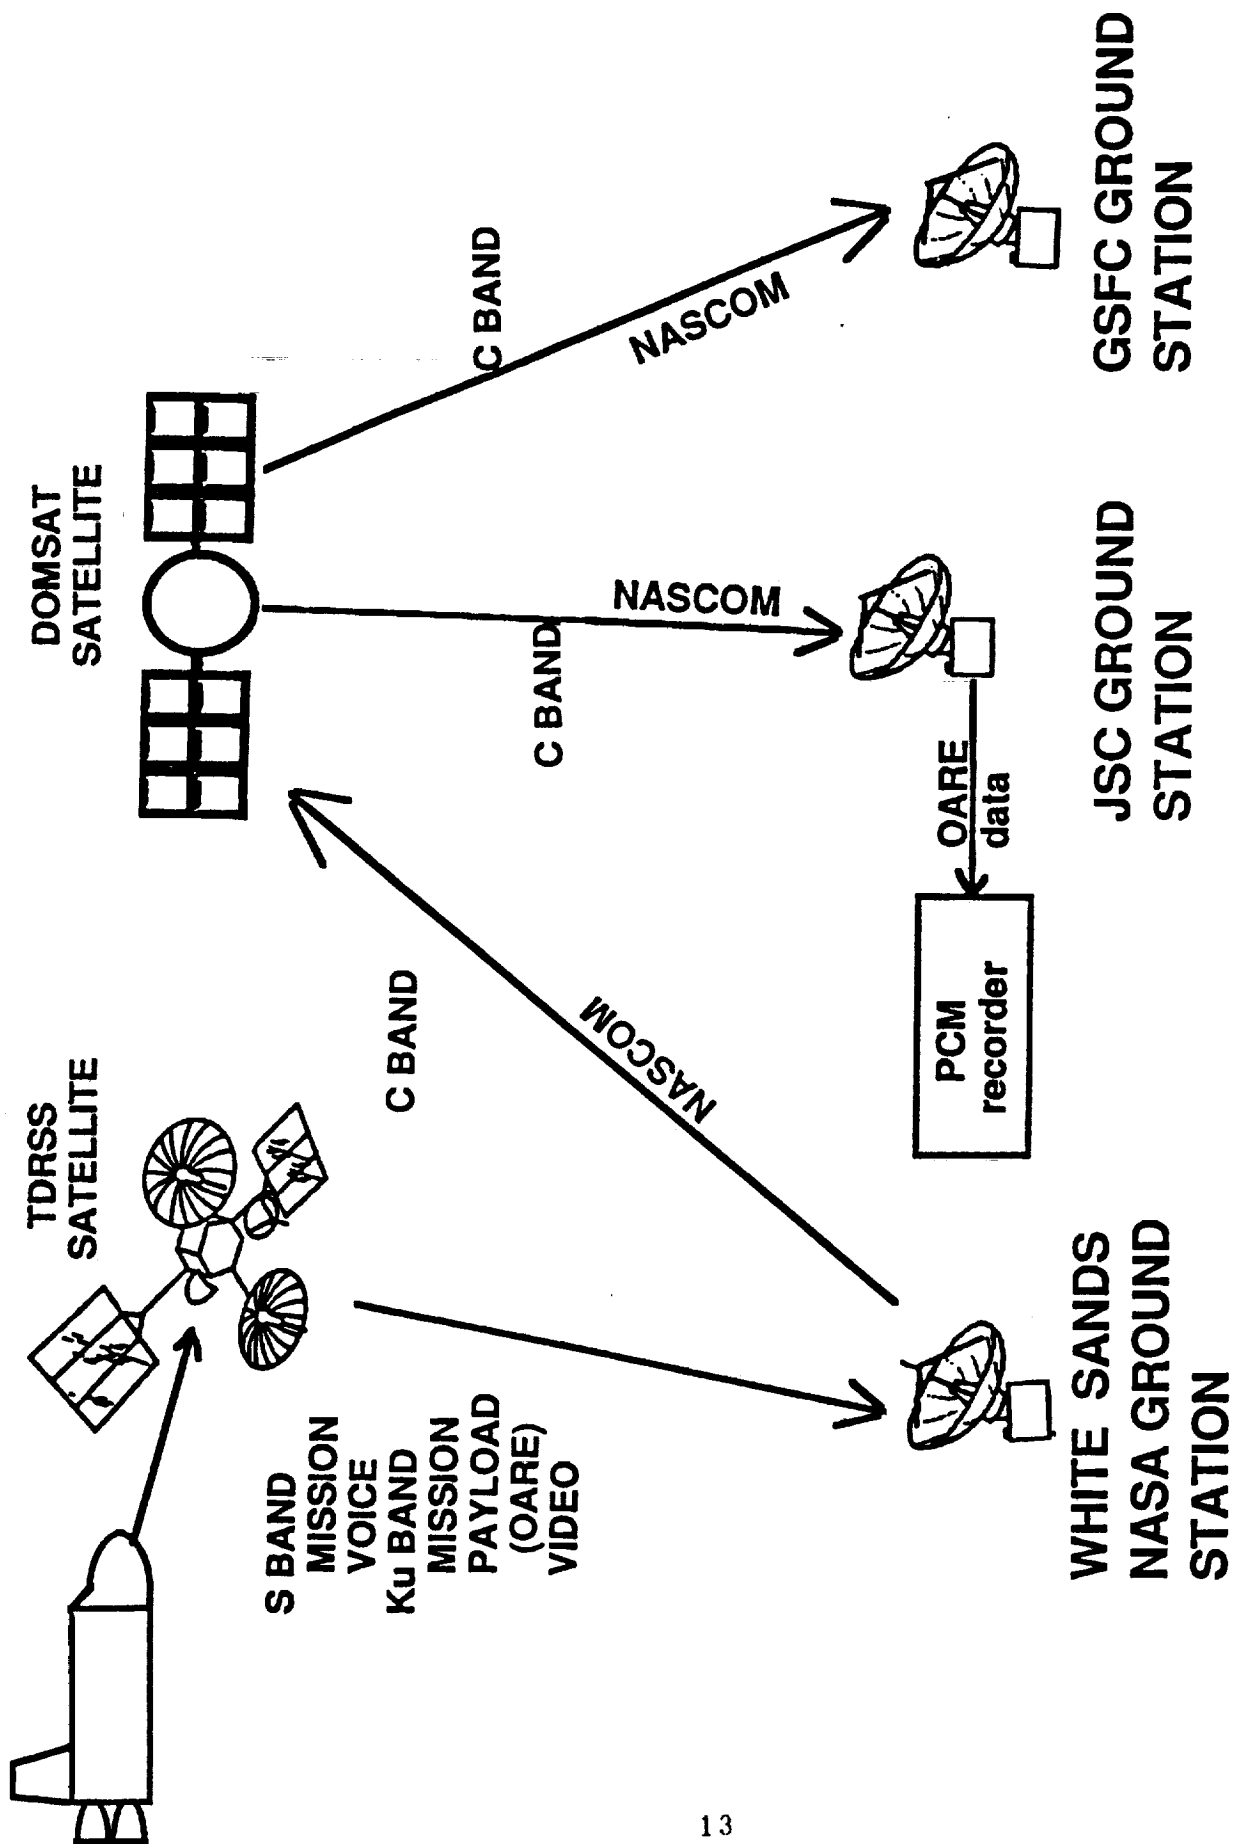 TDRSS
SATELLITE
DOMSAT
SATELLITE
S BAND
MISSION
VOICE
Ku BAND
MISSION
PAYLOAD
(OARE)
VIDEO
C BAND
NASCOM
C BAND
NASCOM
C BAND
NASCOM
PCM
recorder
OARE
data
WHITE SANDS
NASA GROUND
STATION
JSC GROUND
STATION
GSFC GROUND
STATION
13